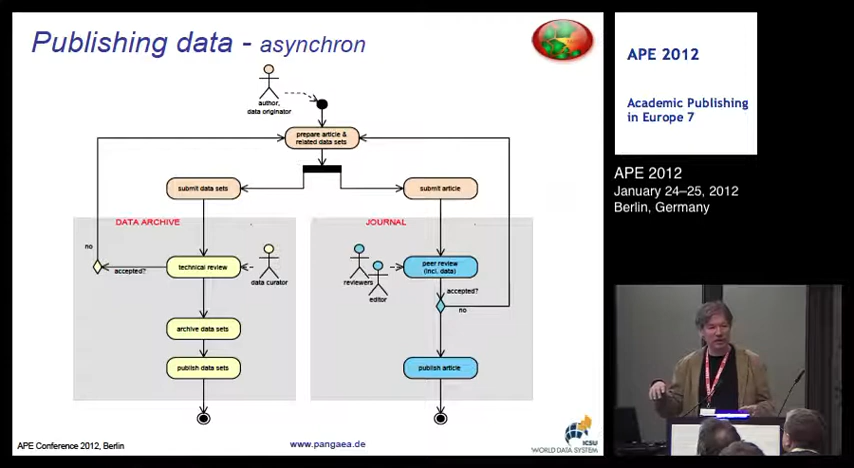 Publishing data - asynchron
author,
data originator
prepare article &
related data sets
submit data sets
submit article
DATA ARCHIVE
JOURNAL
no
accepted?
technical review
data curator
reviewers
editor
peer review
(incl. data)
accepted?
no
archive data sets
publish data sets
publish article
APE Conference 2012, Berlin
www.pangaea.de
ICSU
WORLD DATA SYSTEM
APE 2012
Academic Publishing
in Europe 7
APE 2012
January 24–25, 2012
Berlin, Germany